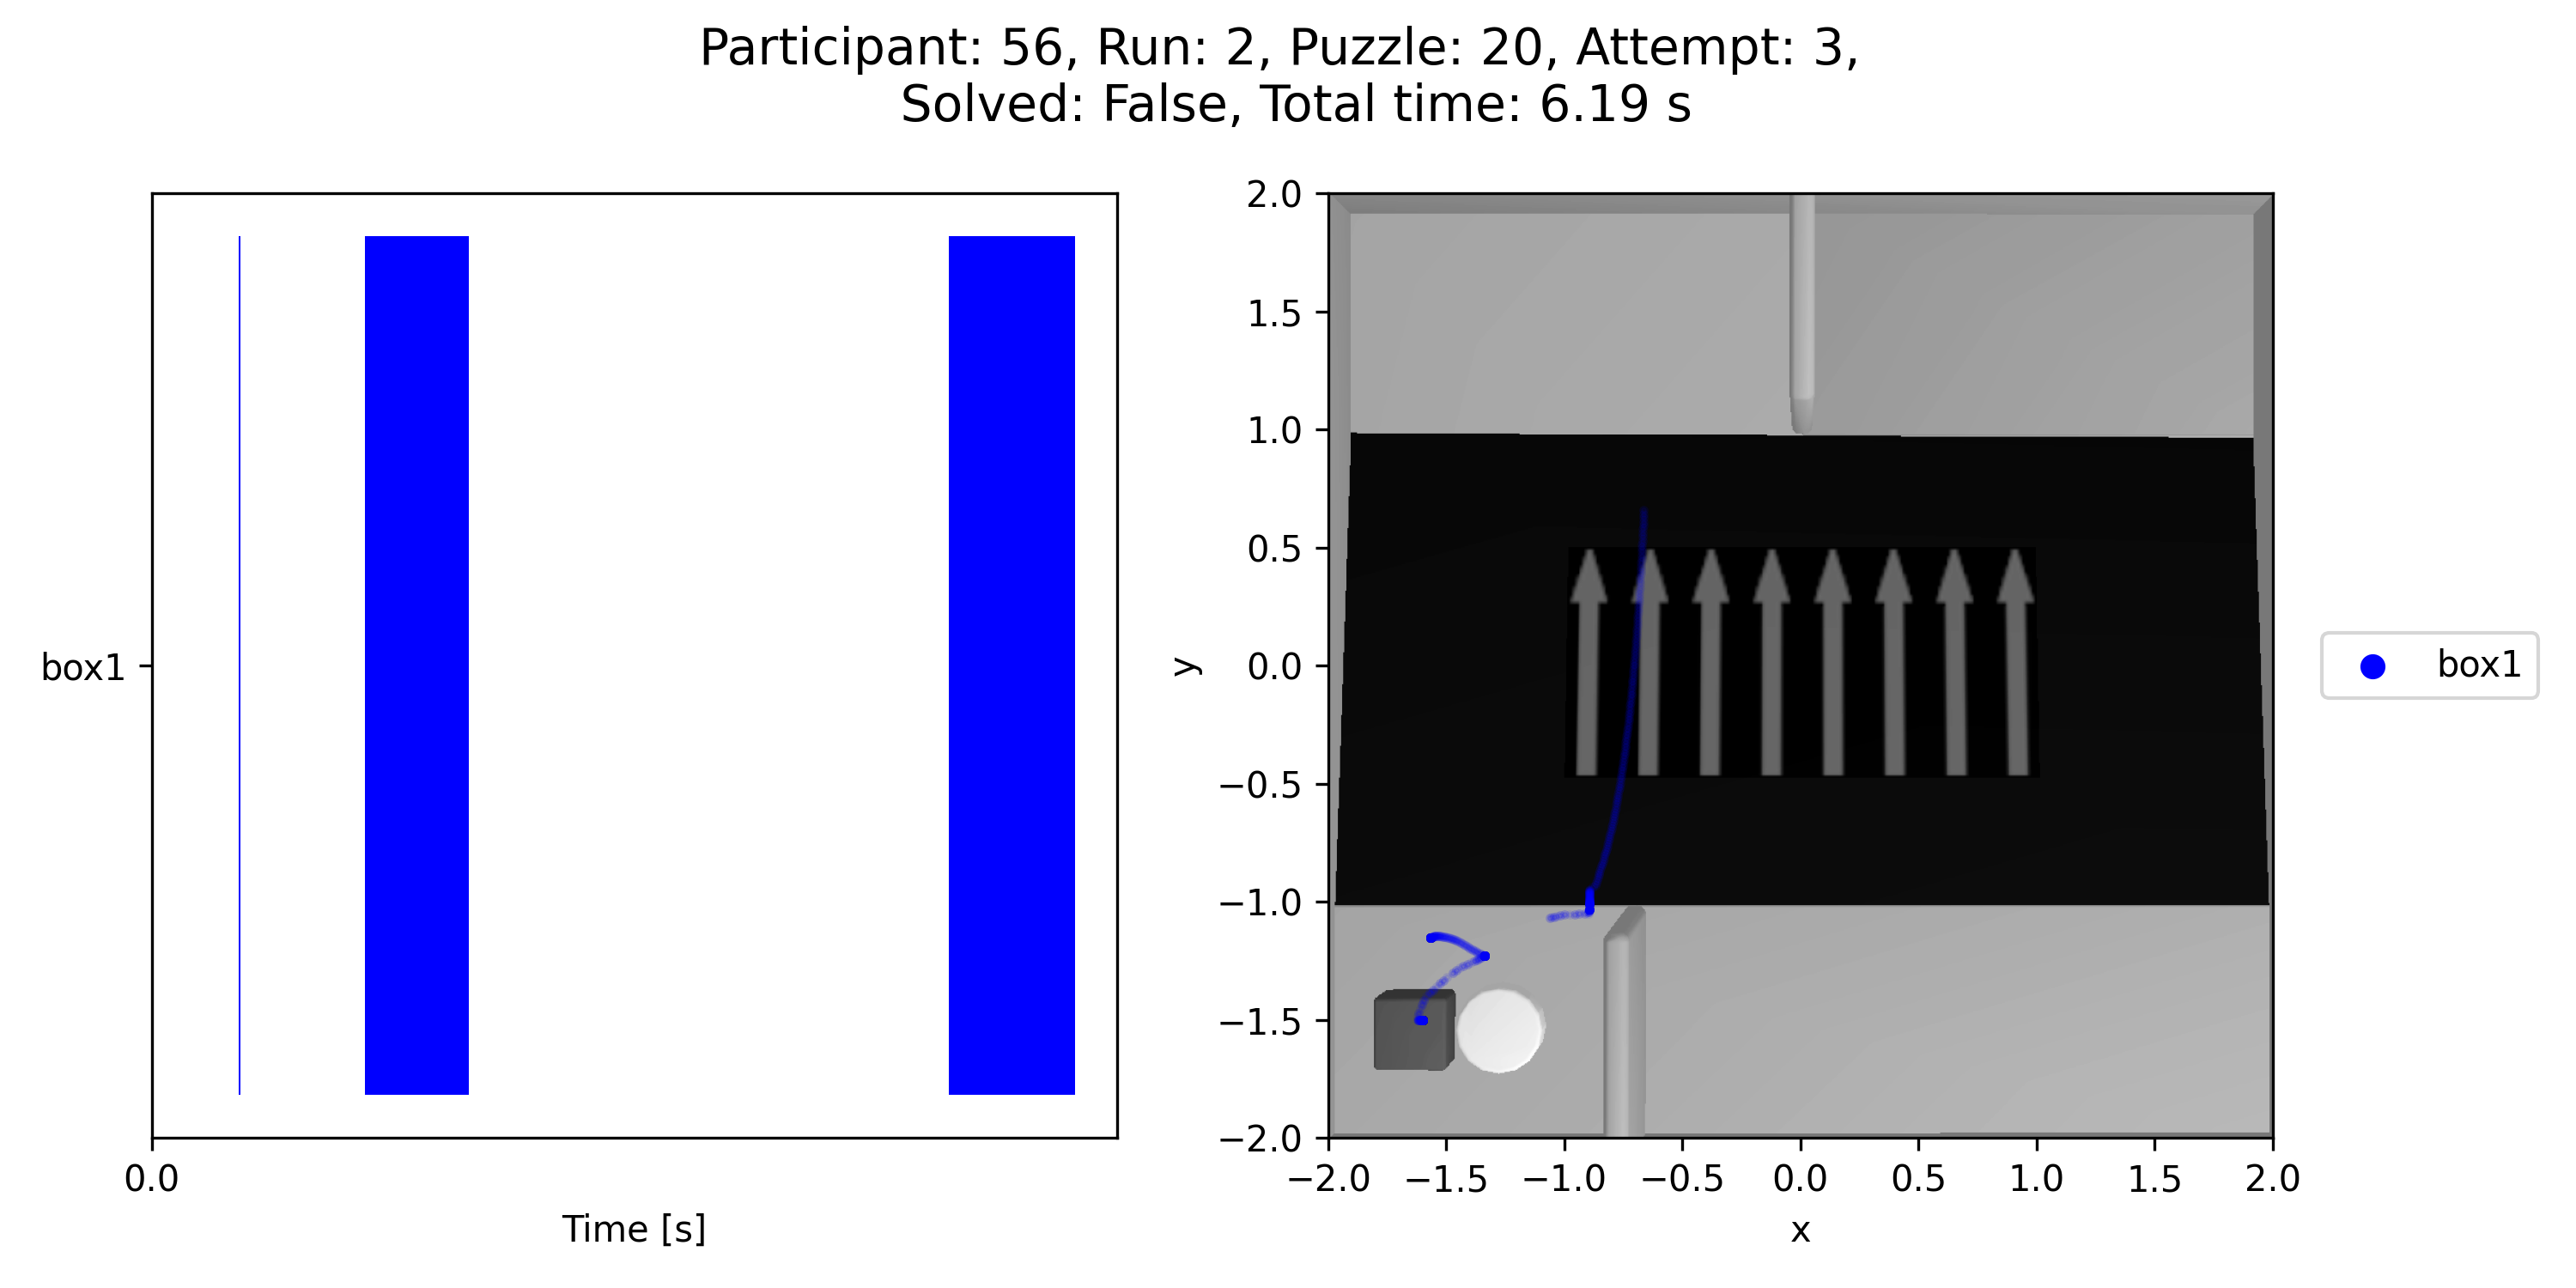 Participant: 56, Run: 2, Puzzle: 20, Attempt: 3,
Solved: False, Total time: 6.19 s
box1
0.0
Time [s]
2.0
1.5
1.0
0.5
0.0
−0.5
−1.0
−1.5
−2.0
y
−2.0 −1.5 −1.0 −0.5 0.0 0.5 1.0 1.5 2.0
x
box1